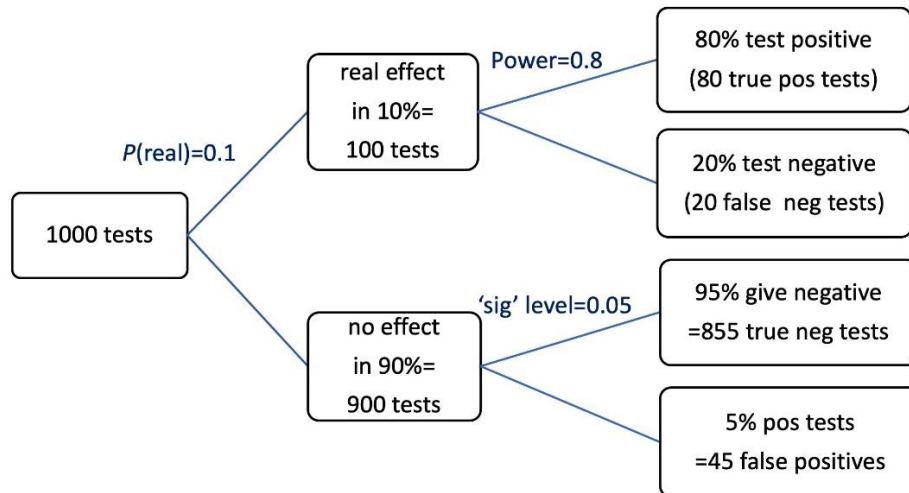 1000 tests
P(real)=0.1
real effect
in 10%=
100 tests
Power=0.8
80% test positive
(80 true pos tests)
20% test negative
(20 false  neg tests)
no effect
in 90%=
900 tests
‘sig’ level=0.05
95% give negative
=855 true neg tests
5% pos tests
=45 false positives